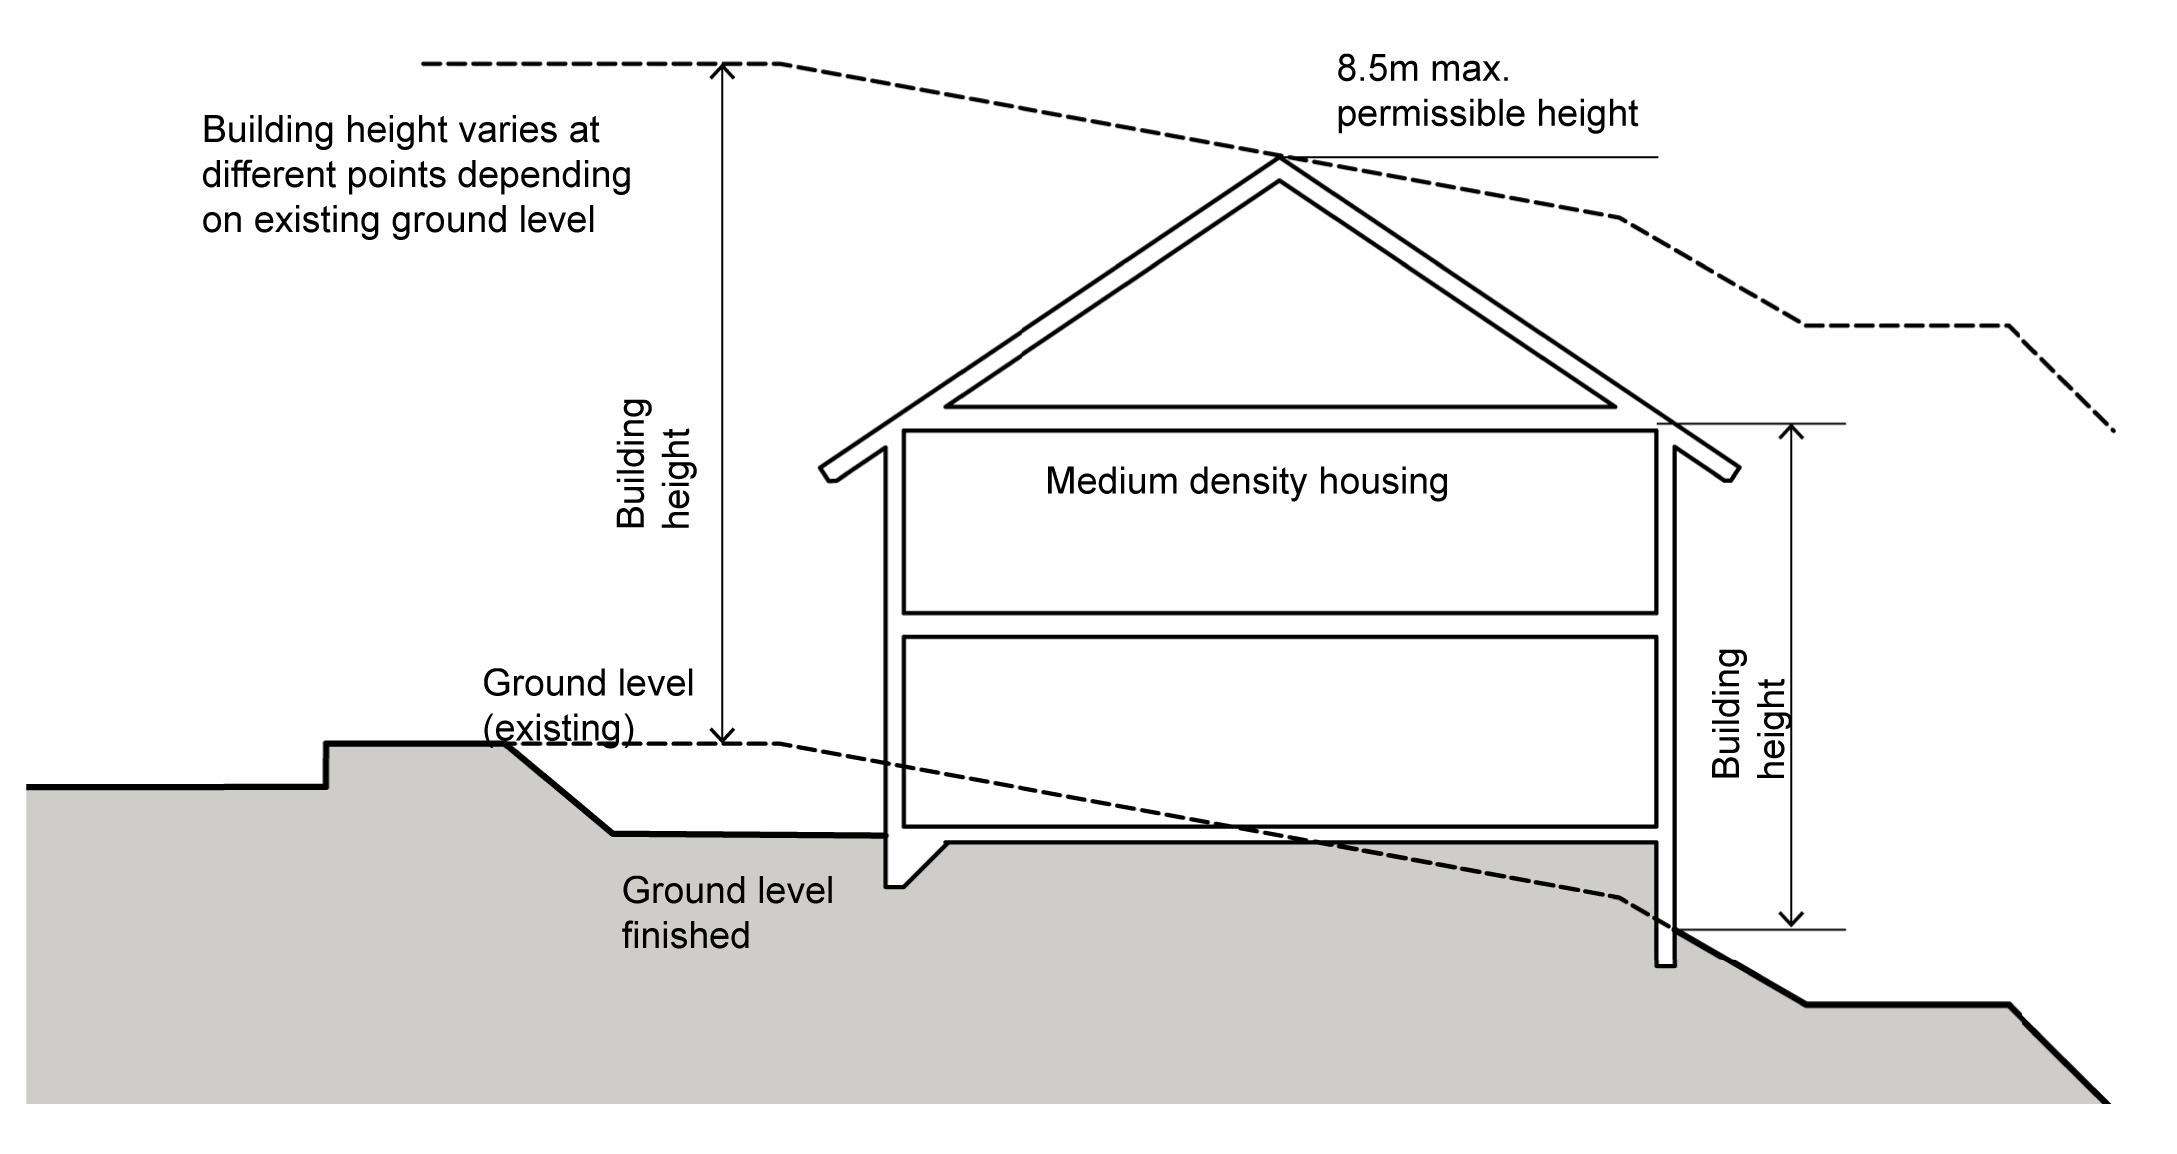 8.5m max.
permissible height
Building height varies at
different points depending
on existing ground level
Building
height
Medium density housing
Ground level
(existing)
Building
height
Ground level
finished